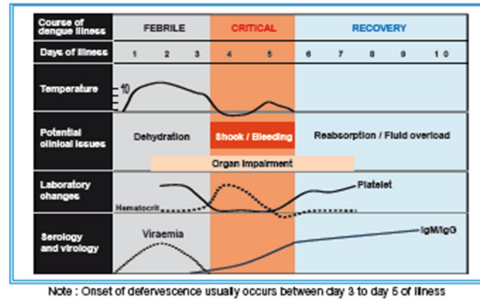 Course of dengue illness FEBRILE CRITICAL RECOVERY
Days of illness 1 2 3 4 5 6 7 8 9 10
Temperature
Potential clinical issues Dehydration Shock / Bleeding Reabsorption / Fluid overload
Organ Impairment
Laboratory changes Platelet
Hematocrit
Serology and virology Viraemia IgM/IgG
Note : Onset of defervescence usually occurs between day 3 to day 5 of illness